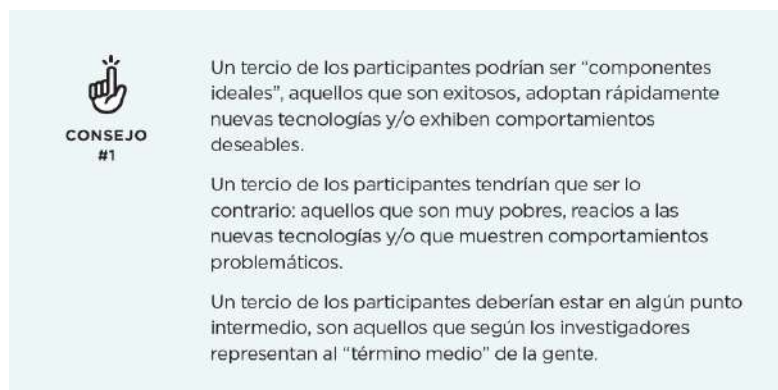 CONSEJO
#1
Un tercio de los participantes podrían ser “componentes
ideales”, aquellos que son exitosos, adoptan rápidamente
nuevas tecnologías y/o exhiben comportamientos
deseables.
Un tercio de los participantes tendrían que ser lo
contrario: aquellos que son muy pobres, reacios a las
nuevas tecnologías y/o que muestren comportamientos
problemáticos.
Un tercio de los participantes deberían estar en algún punto
intermedio, son aquellos que según los investigadores
representan al “término medio” de la gente.